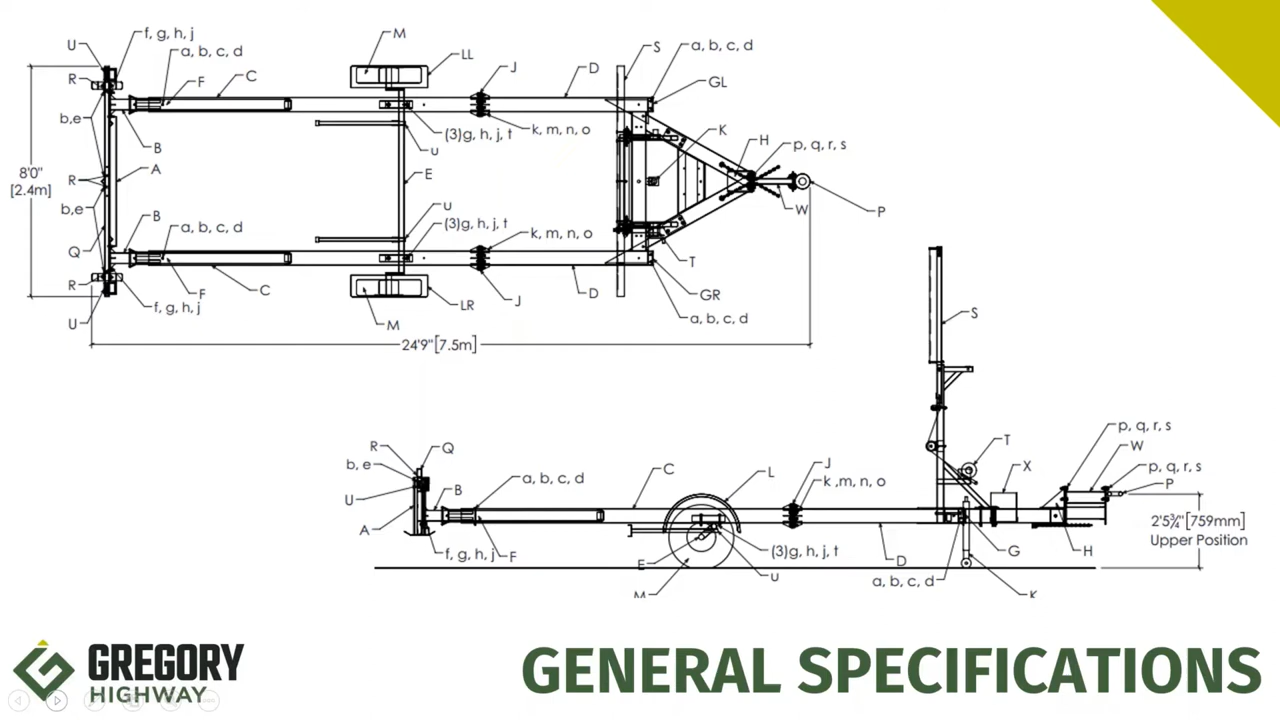 f, g, h, j
U
a, b, c, d
R
F
C
M
LL
J
D
S
a, b, c, d
GL
b,e
B
A
(3)g, h, j, t
k, m, n, o
u
K
H
p, q, r, s
8'0"
[2.4m]
R
E
W
P
b,e
B
a, b, c, d
u
(3)g, h, j, t
k, m, n, o
Q
T
R
F
C
f, g, h, j
LR
J
D
GR
U
M
a, b, c, d
24'9"[7.5m]
S
R
Q
b, e
U
B
a, b, c, d
C
L
J
k ,m, n, o
T
X
p, q, r, s
W
p, q, r, s
P
A
f, g, h, j
F
E
(3)g, h, j, t
u
D
a, b, c, d
G
H
2'5¾"[759mm]
Upper Position
M
K
GREGORY
HIGHWAY
GENERAL SPECIFICATIONS